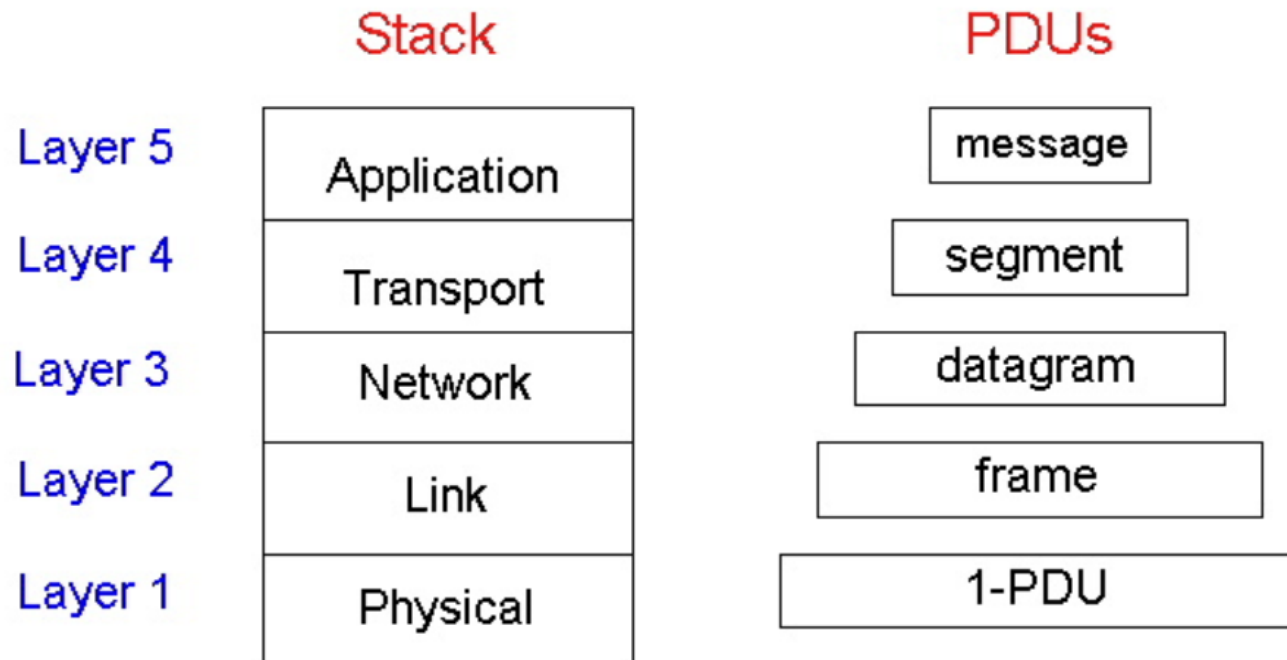 Stack PDUs
Layer 5 Application message
Layer 4 Transport segment
Layer 3 Network datagram
Layer 2 Link frame
Layer 1 Physical 1-PDU